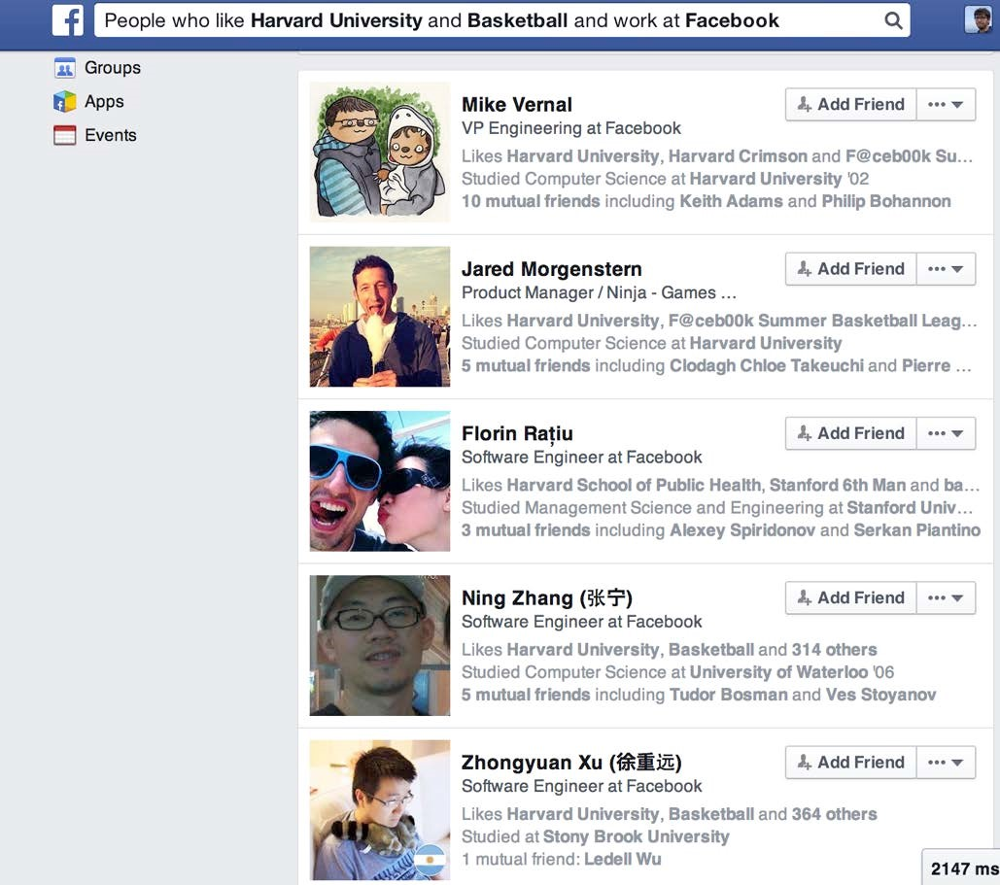 People who like Harvard University and Basketball and work at Facebook
Groups
Apps
Events
Mike Vernal
Add Friend
VP Engineering at Facebook
Likes Harvard University, Harvard Crimson and F@ceb00k Su...
Studied Computer Science at Harvard University '02
10 mutual friends including Keith Adams and Philip Bohannon
Jared Morgenstern
Add Friend
Product Manager / Ninja - Games ...
Likes Harvard University, F@ceb00k Summer Basketball Leag...
Studied Computer Science at Harvard University
5 mutual friends including Clodagh Chloe Takeuchi and Pierre ...
Florin Rațiu
Add Friend
Software Engineer at Facebook
Likes Harvard School of Public Health, Stanford 6th Man and ba...
Studied Management Science and Engineering at Stanford Univ...
3 mutual friends including Alexey Spiridonov and Serkan Piantino
Ning Zhang (张宁)
Add Friend
Software Engineer at Facebook
Likes Harvard University, Basketball and 314 others
Studied Computer Science at University of Waterloo '06
5 mutual friends including Tudor Bosman and Ves Stoyanov
Zhongyuan Xu (徐重远)
Add Friend
Software Engineer at Facebook
Likes Harvard University, Basketball and 364 others
Studied at Stony Brook University
1 mutual friend: Ledell Wu
2147 ms